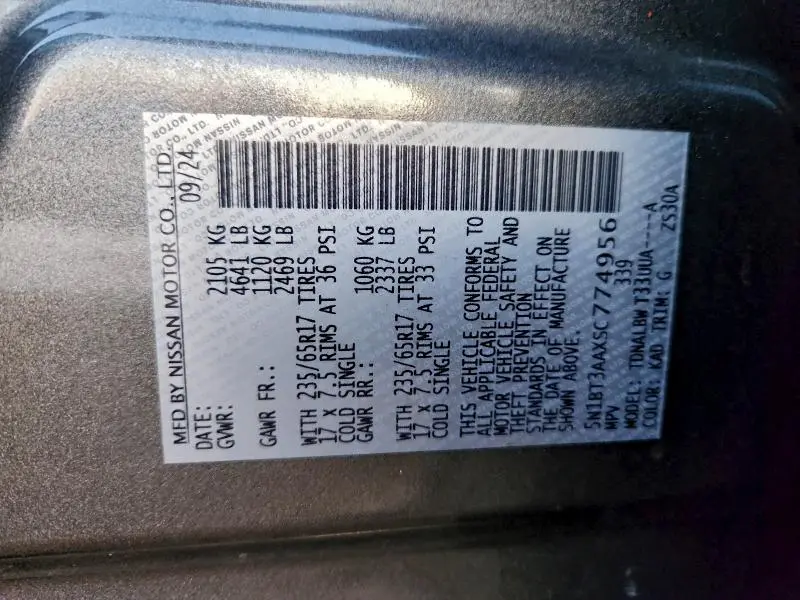 MFD BY NISSAN MOTOR CO., LTD.
DATE: 09/24
GVWR: 2105 KG
4641 LB
GAWR FR.: 1120 KG
2469 LB
WITH 235/65R17 TIRES
17 X 7.5 RIMS AT 36 PSI
COLD SINGLE
GAWR RR.: 1060 KG
2337 LB
WITH 235/65R17 TIRES
17 X 7.5 RIMS AT 33 PSI
COLD SINGLE
THIS VEHICLE CONFORMS TO
ALL APPLICABLE FEDERAL
MOTOR VEHICLE SAFETY AND
THEFT PREVENTION
STANDARDS IN EFFECT ON
THE DATE OF MANUFACTURE
SHOWN ABOVE.
5N1BT3AAXSC774956
MPV 339
MODEL: TDNALBW T33UUA----A
COLOR: KAD TRIM: G ZS30A